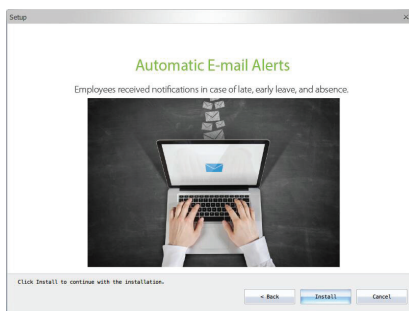 Setup
Automatic E-mail Alerts
Employees received notifications in case of late, early leave, and absence.
Click Install to continue with the installation.
< Back Install Cancel